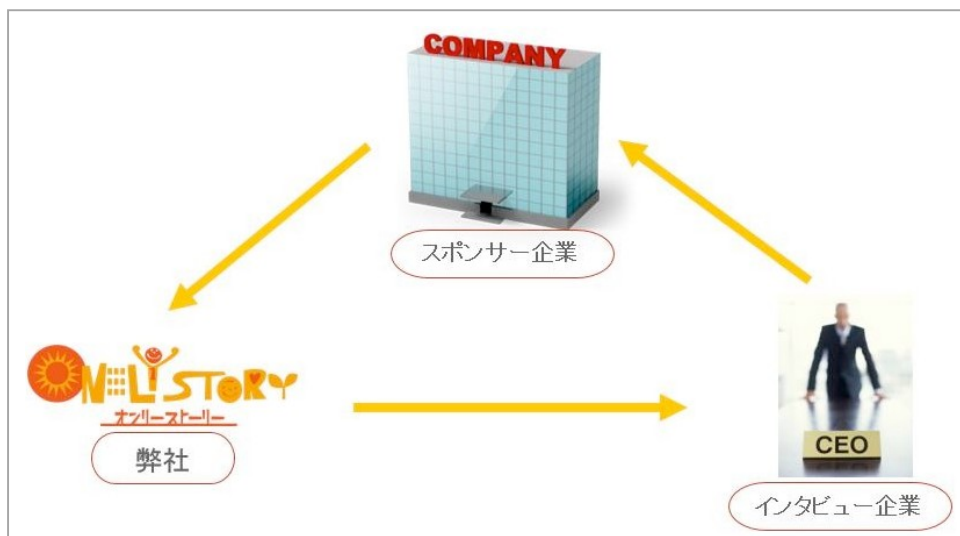 COMPANY
スポンサー企業
ONLY STORY
オンリーストーリー
弊社
CEO
インタビュー企業